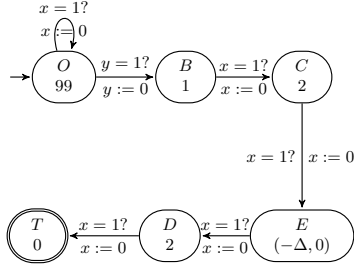 x = 1?
x := 0
O
99
y = 1?
y := 0
B
1
x = 1?
x := 0
C
2
x = 1?
x := 0
E
(−Δ, 0)
x = 1?
x := 0
D
2
x = 1?
x := 0
T
0